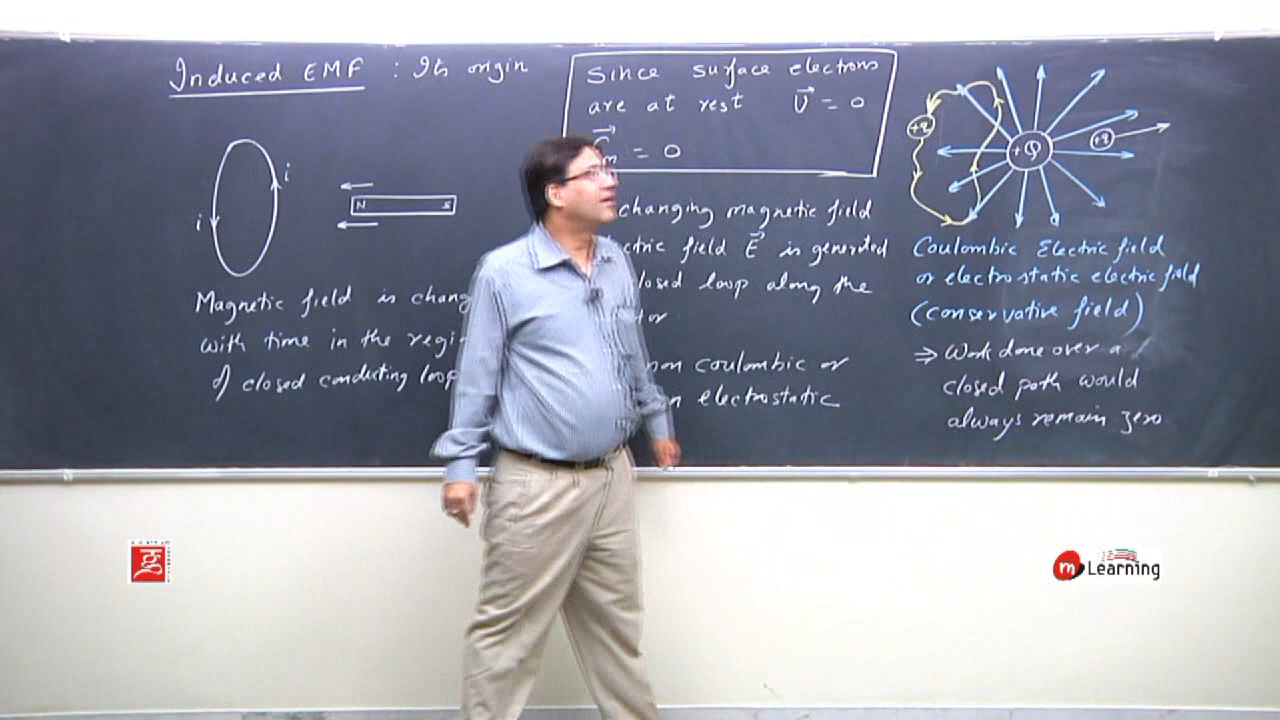 Induced EMF : Its origin
i
i
N S
Magnetic field is chang
with time in the regi
of closed conducting loop
Since surface electrons
are at rest v = 0
m = 0
changing magnetic field
ctric field E is generated
losed loop along the
tor
non coulombic or
n electrostatic
+q
+Q
+q
Coulombic Electric field
or electrostatic electric field
(conservative field)
⇒ Work done over a
closed path would
always remain zero
m Learning